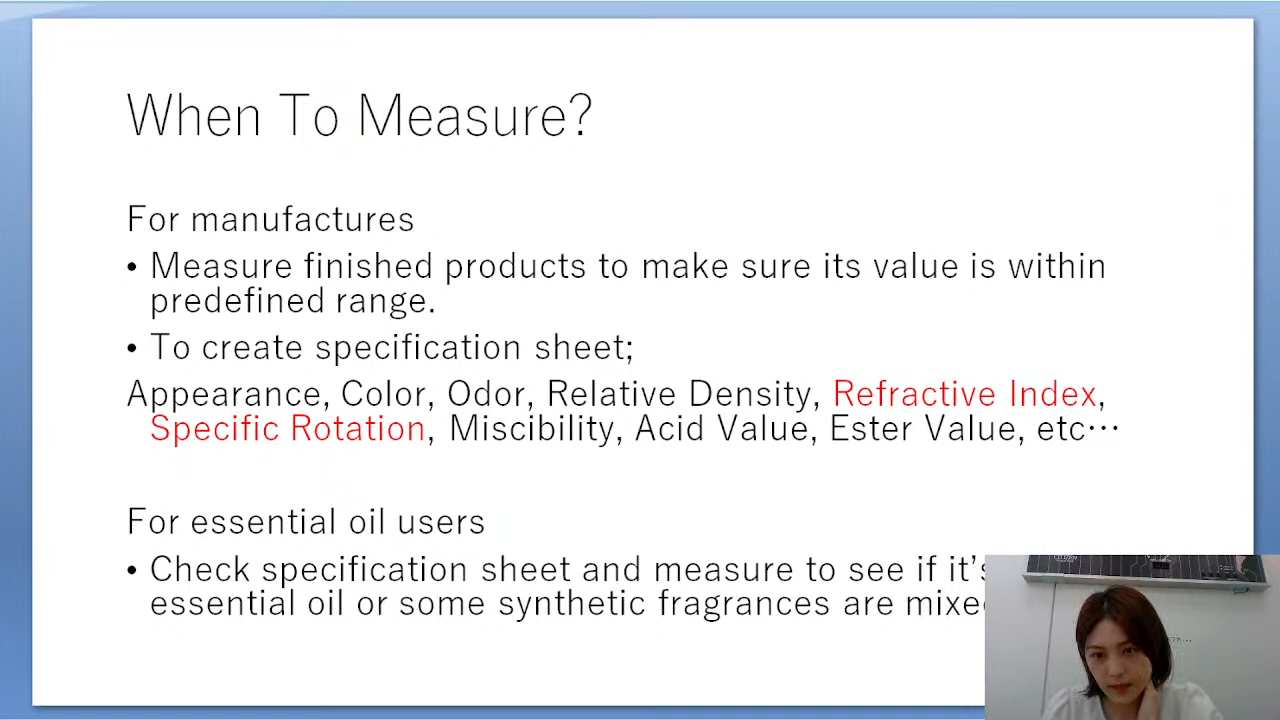 When To Measure?
For manufactures
• Measure finished products to make sure its value is within
predefined range.
• To create specification sheet;
Appearance, Color, Odor, Relative Density, Refractive Index,
Specific Rotation, Miscibility, Acid Value, Ester Value, etc…
For essential oil users
• Check specification sheet and measure to see if it's
essential oil or some synthetic fragrances are
CITIZEN